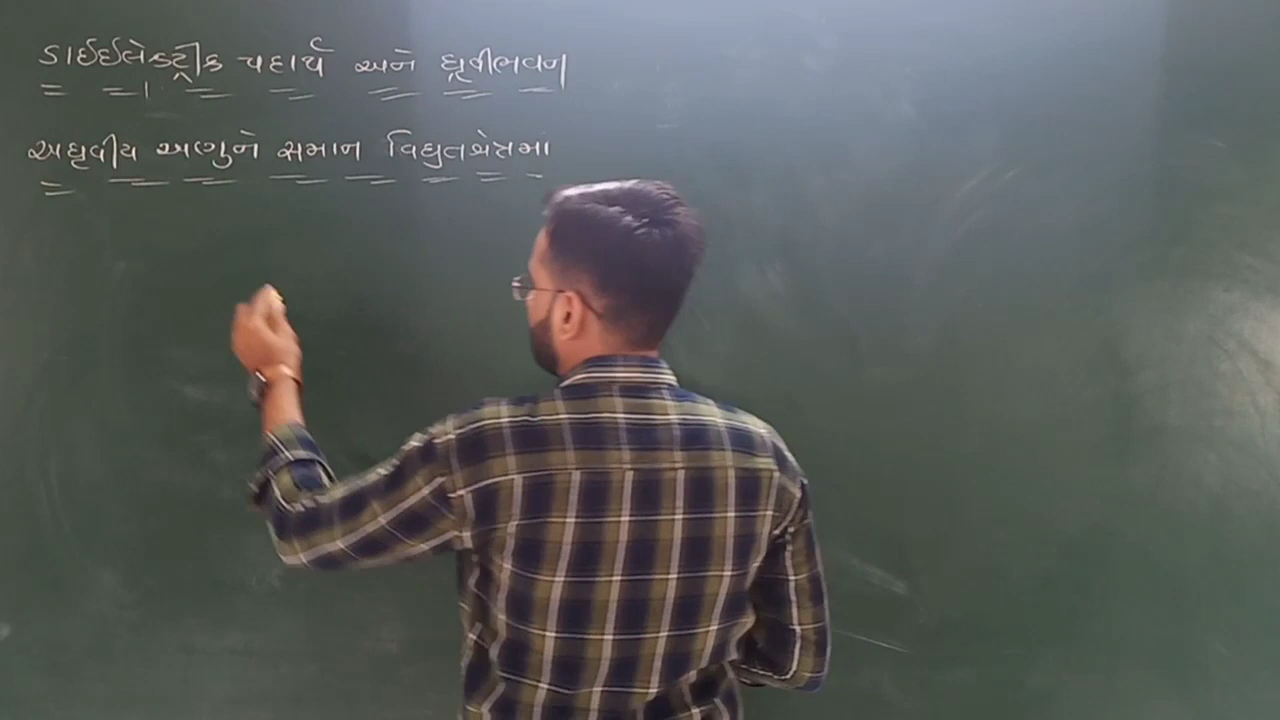 ડાઈઈલેક્ટ્રીક પદાર્થ અને ધ્રૂવીભવન
અધ્રુવીય અણુને સમાન વિદ્યુતક્ષેત્રમા